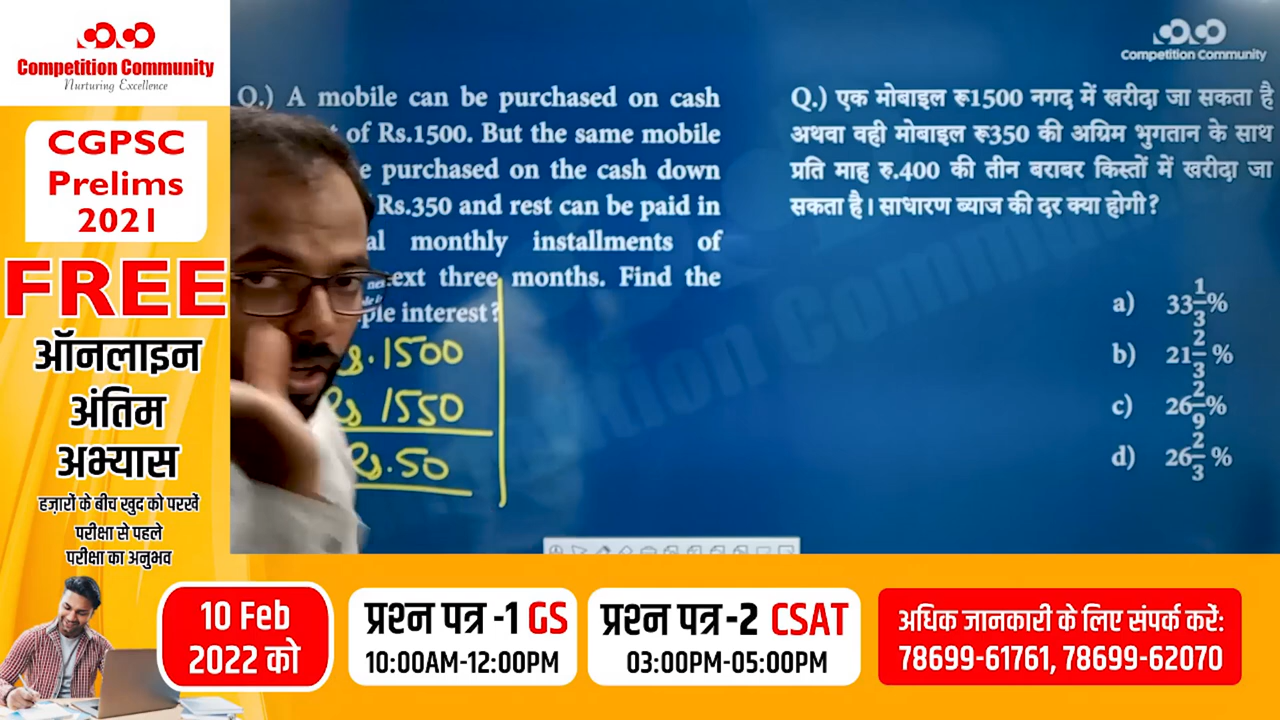 Competition Community
Nurturing Excellence
CGPSC
Prelims
2021
FREE
ऑनलाइन
अंतिम
अभ्यास
हज़ारों के बीच खुद को परखें
परीक्षा से पहले
परीक्षा का अनुभव
Q.) A mobile can be purchased on cash
of Rs.1500. But the same mobile
purchased on the cash down
Rs.350 and rest can be paid in
monthly installments of
three months. Find the
interest?
1500
Rs 1550
Rs.50
Competition Community
Q.) एक मोबाइल रू1500 नगद में खरीदा जा सकता है
अथवा वही मोबाइल रू350 की अग्रिम भुगतान के साथ
प्रति माह रु.400 की तीन बराबर किस्तों में खरीदा जा
सकता है। साधारण ब्याज की दर क्या होगी?
a) 33 1/3%
b) 21 2/3 %
c) 26 2/9%
d) 26 2/3 %
10 Feb
2022 को
प्रश्न पत्र -1 GS
10:00AM-12:00PM
प्रश्न पत्र-2 CSAT
03:00PM-05:00PM
अधिक जानकारी के लिए संपर्क करें:
78699-61761, 78699-62070